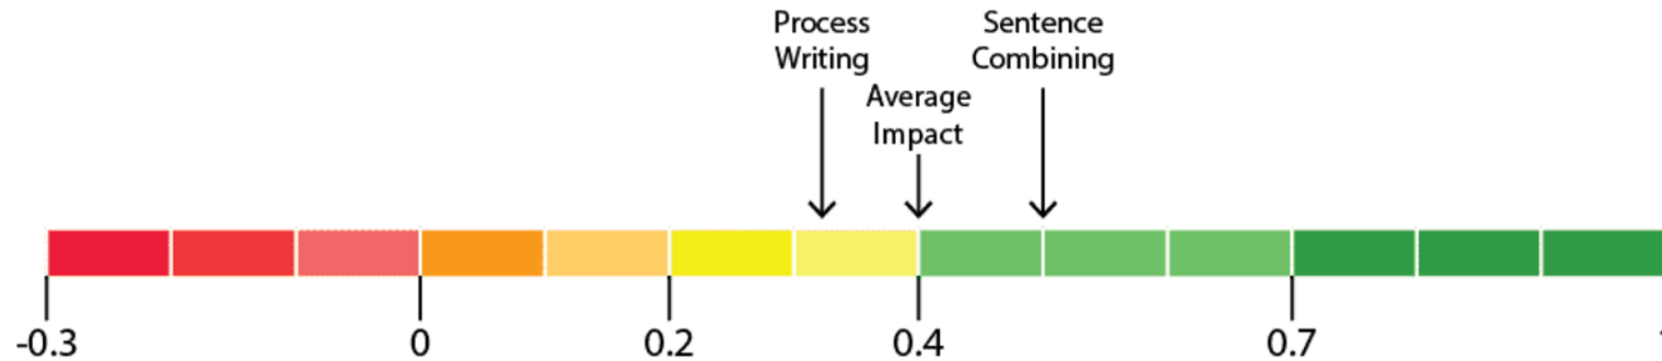 Process
Writing
Sentence
Combining
Average
Impact
-0.3
0
0.2
0.4
0.7